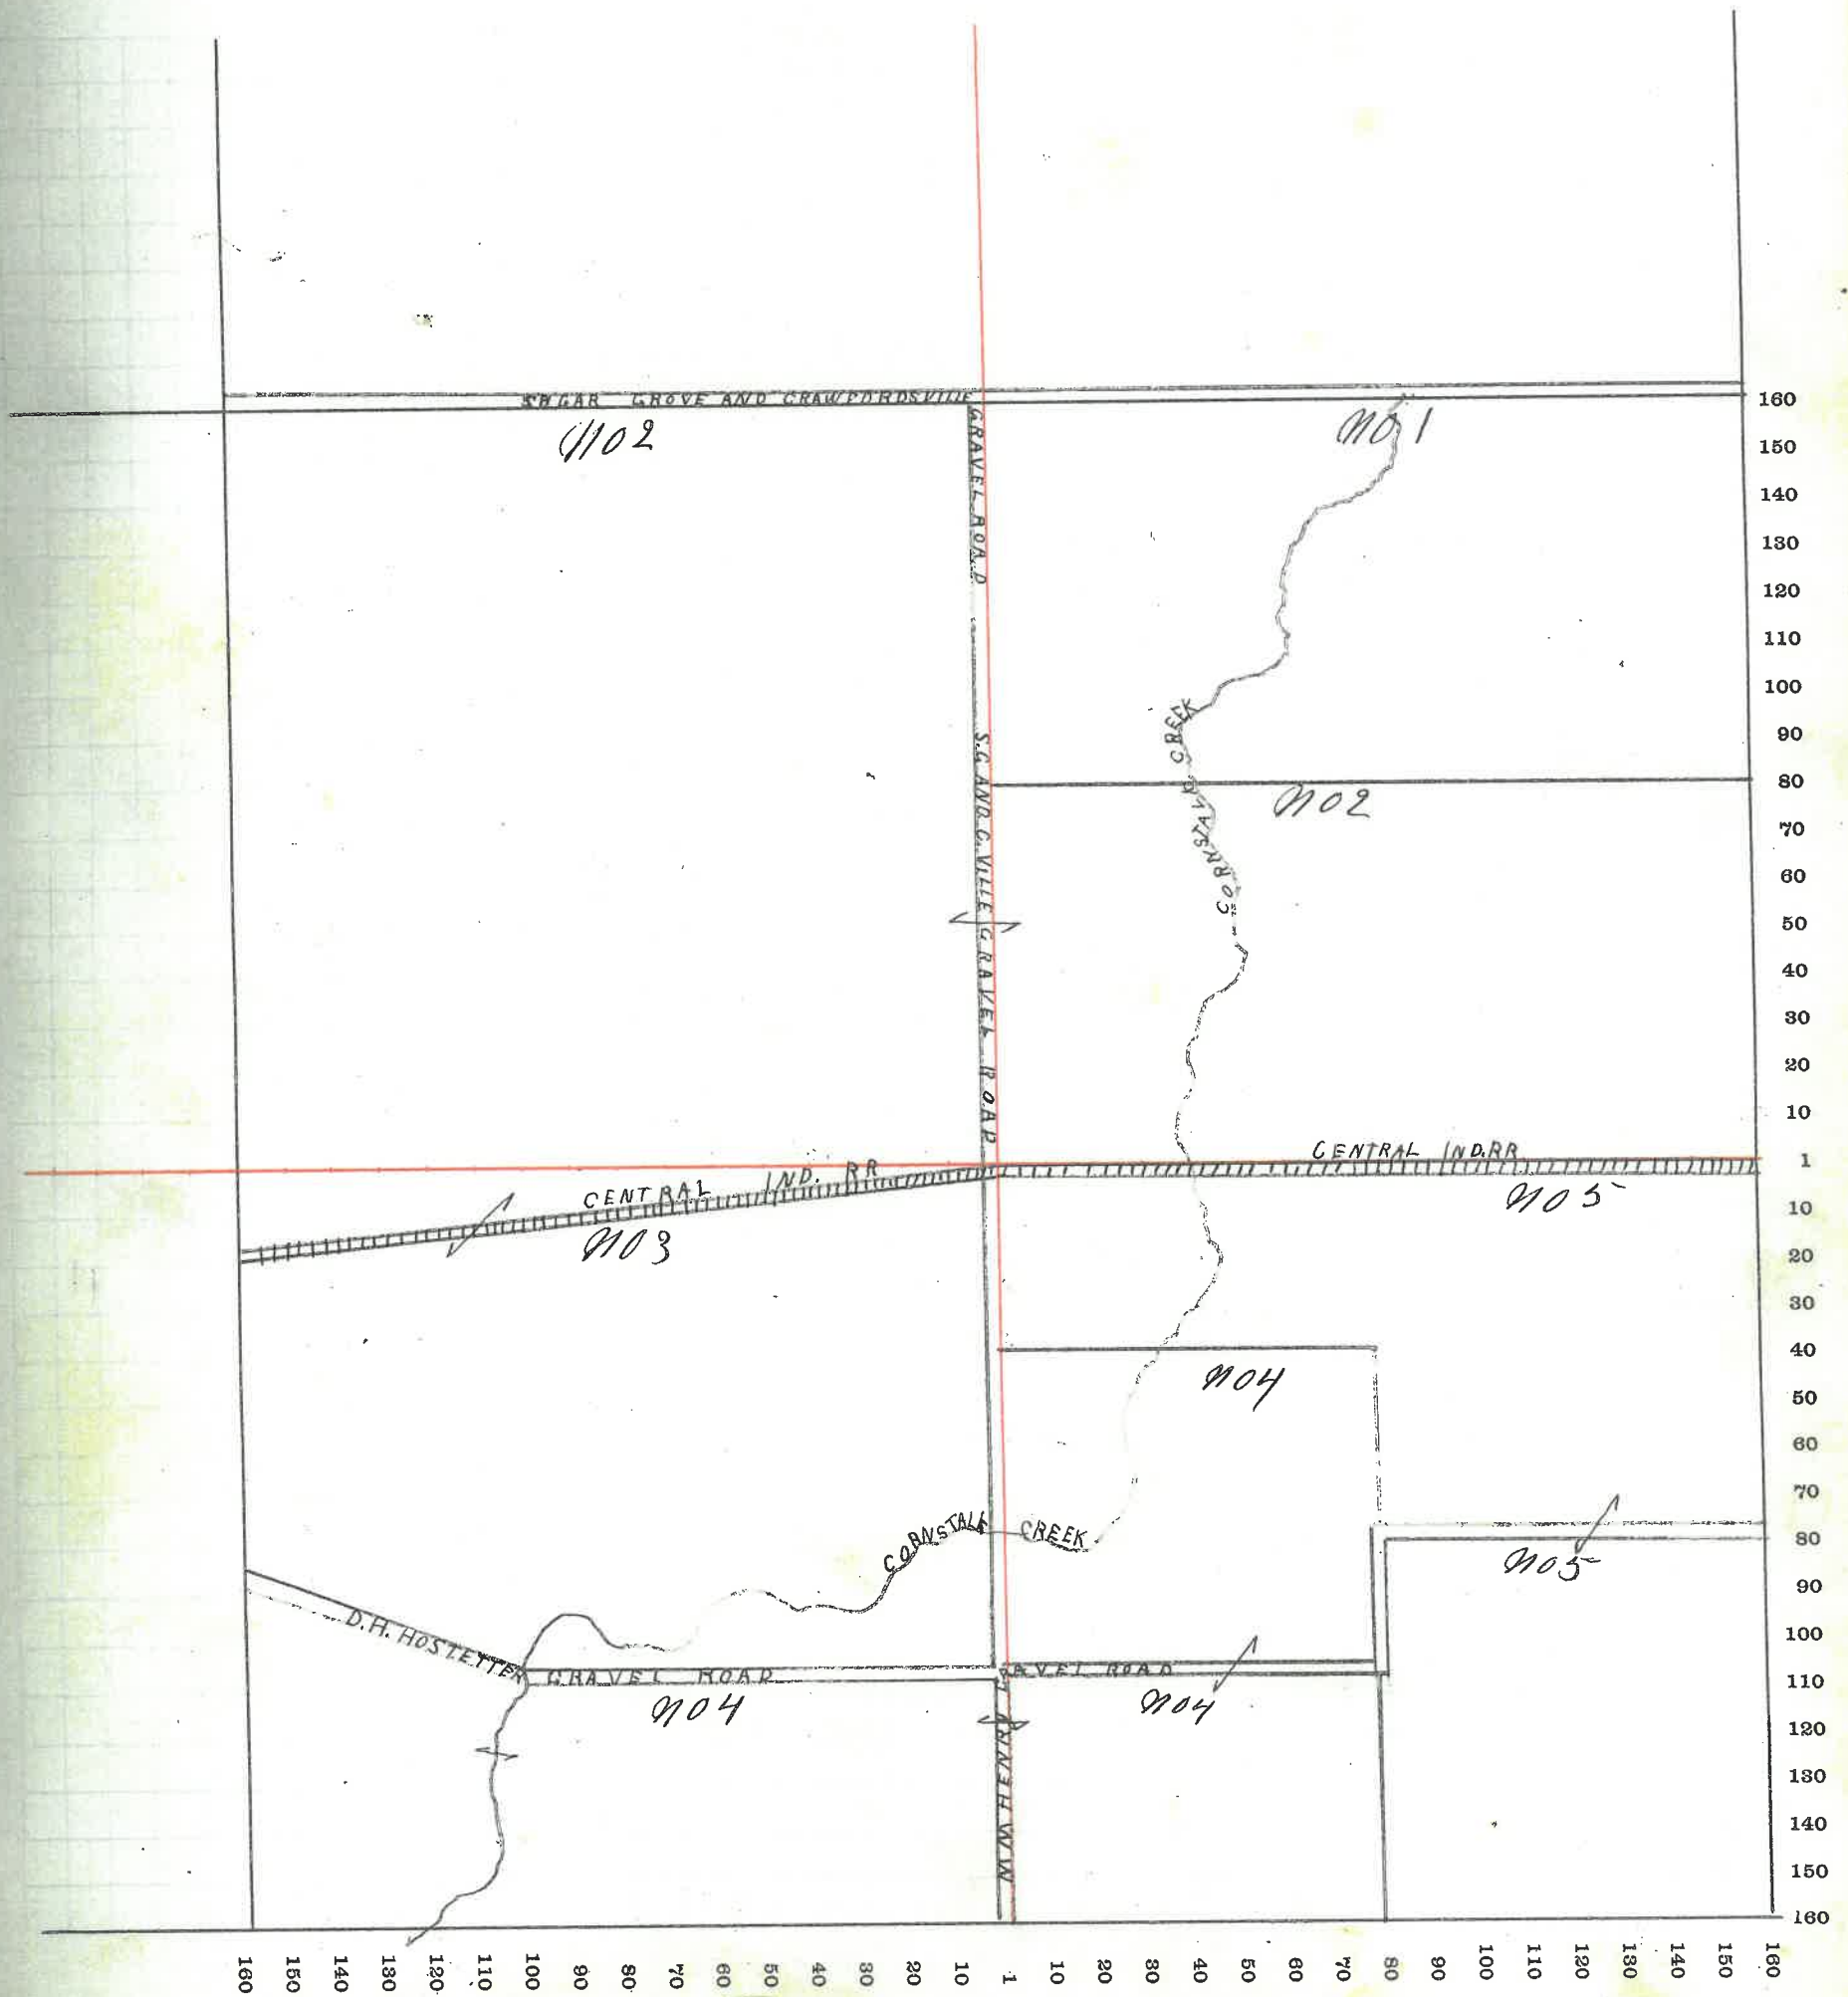 SUGAR GROVE AND CRAWFORDSVILLE
GRAVEL ROAD
NO 2
NO 1
S.G AND C.VILLE GRAVEL ROAD
CORNSTALK CREEK
NO 2
CENTRAL IND. RR
CENTRAL IND. RR
NO 3
NO 5
NO 4
CORNSTALK CREEK
NO 5
D.H. HOSTETTER GRAVEL ROAD
AVEL ROAD
NO 4
NO 4
WM HENRY
160
150
140
130
120
110
100
90
80
70
60
50
40
30
20
10
1
10
20
30
40
50
60
70
80
90
100
110
120
130
140
150
160
160 150 140 130 120 110 100 90 80 70 60 50 40 30 20 10 1 10 20 30 40 50 60 70 80 90 100 110 120 130 140 150 160